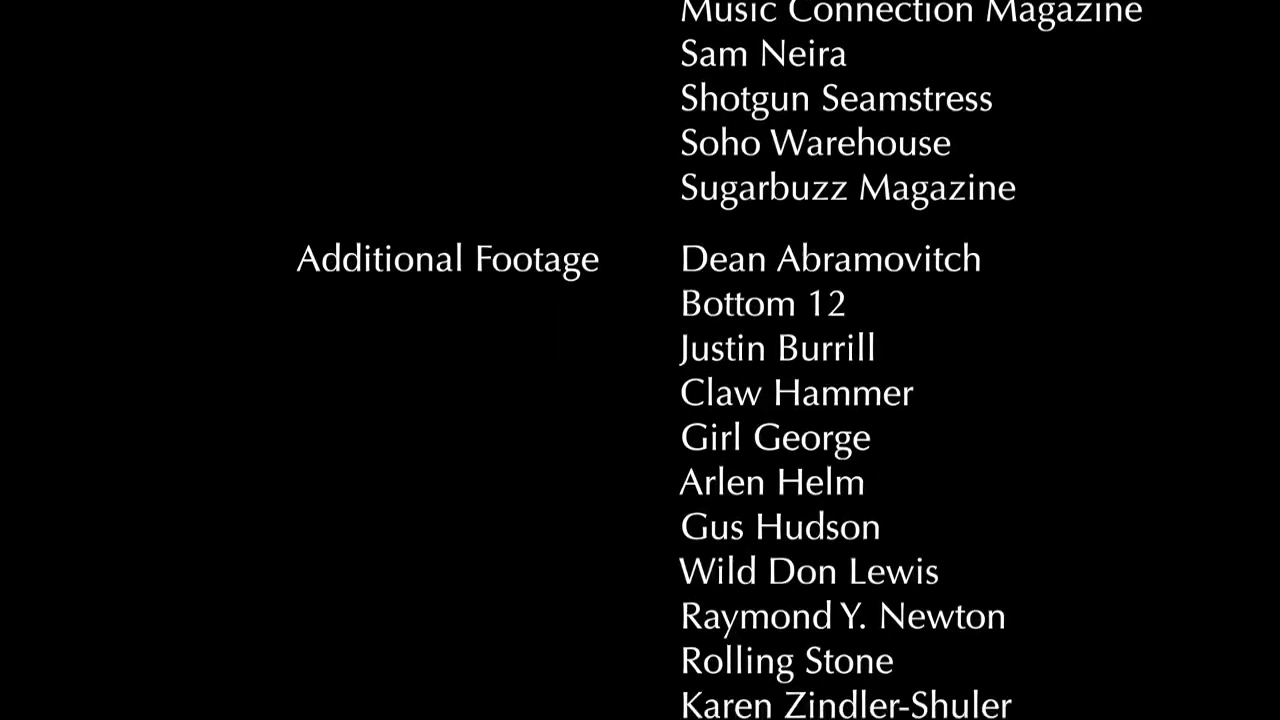 Music Connection Magazine
Sam Neira
Shotgun Seamstress
Soho Warehouse
Sugarbuzz Magazine
Additional Footage Dean Abramovitch
Bottom 12
Justin Burrill
Claw Hammer
Girl George
Arlen Helm
Gus Hudson
Wild Don Lewis
Raymond Y. Newton
Rolling Stone
Karen Zindler-Shuler